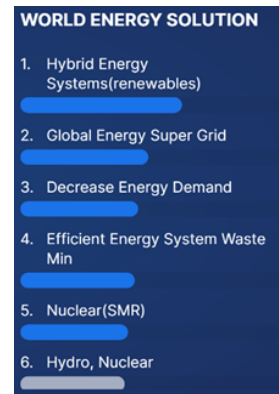 WORLD ENERGY SOLUTION
1. Hybrid Energy
Systems(renewables)
2. Global Energy Super Grid
3. Decrease Energy Demand
4. Efficient Energy System Waste
Min
5. Nuclear(SMR)
6. Hydro, Nuclear